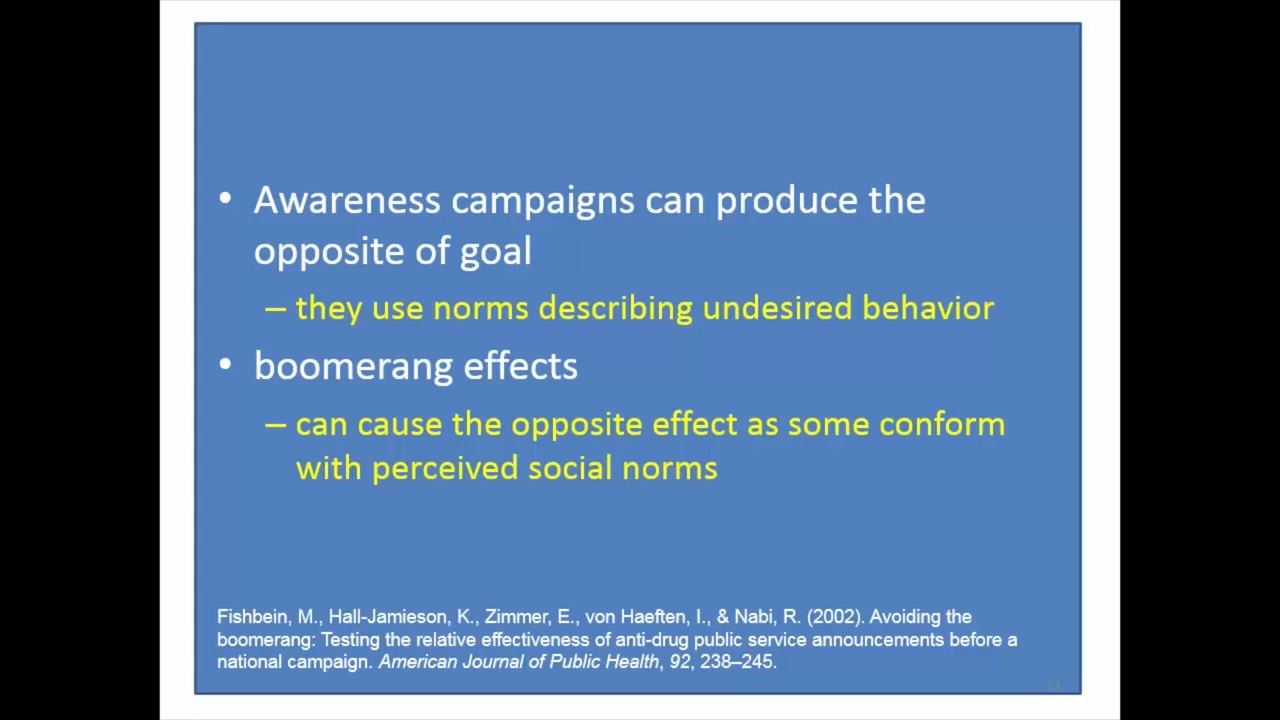 • Awareness campaigns can produce the
opposite of goal
– they use norms describing undesired behavior
• boomerang effects
– can cause the opposite effect as some conform
with perceived social norms
Fishbein, M., Hall-Jamieson, K., Zimmer, E., von Haeften, I., & Nabi, R. (2002). Avoiding the
boomerang: Testing the relative effectiveness of anti-drug public service announcements before a
national campaign. American Journal of Public Health, 92, 238–245.